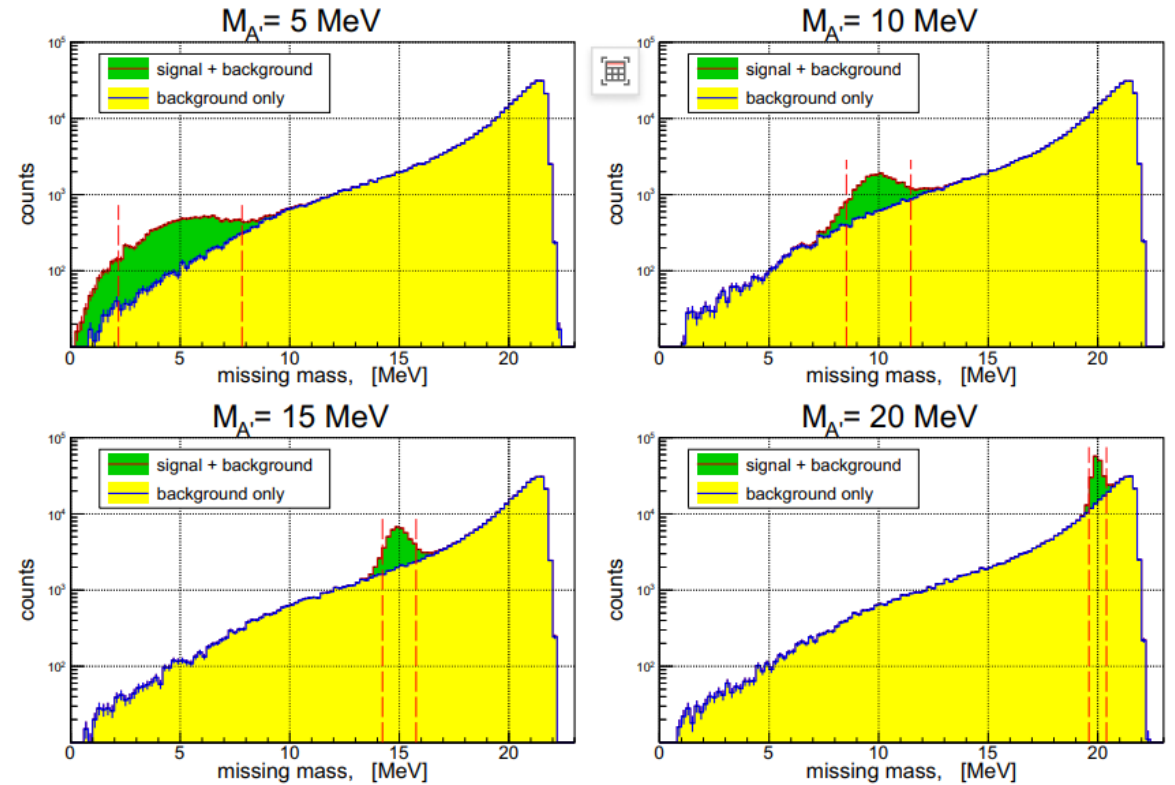 M_A'= 5 MeV
10^5
10^4
10^3
10^2
counts
signal + background
background only
0 5 10 15 20
missing mass, [MeV]
M_A'= 10 MeV
10^5
10^4
10^3
10^2
counts
signal + background
background only
0 5 10 15 20
missing mass, [MeV]
M_A'= 15 MeV
10^5
10^4
10^3
10^2
counts
signal + background
background only
0 5 10 15 20
missing mass, [MeV]
M_A'= 20 MeV
10^5
10^4
10^3
10^2
counts
signal + background
background only
0 5 10 15 20
missing mass, [MeV]